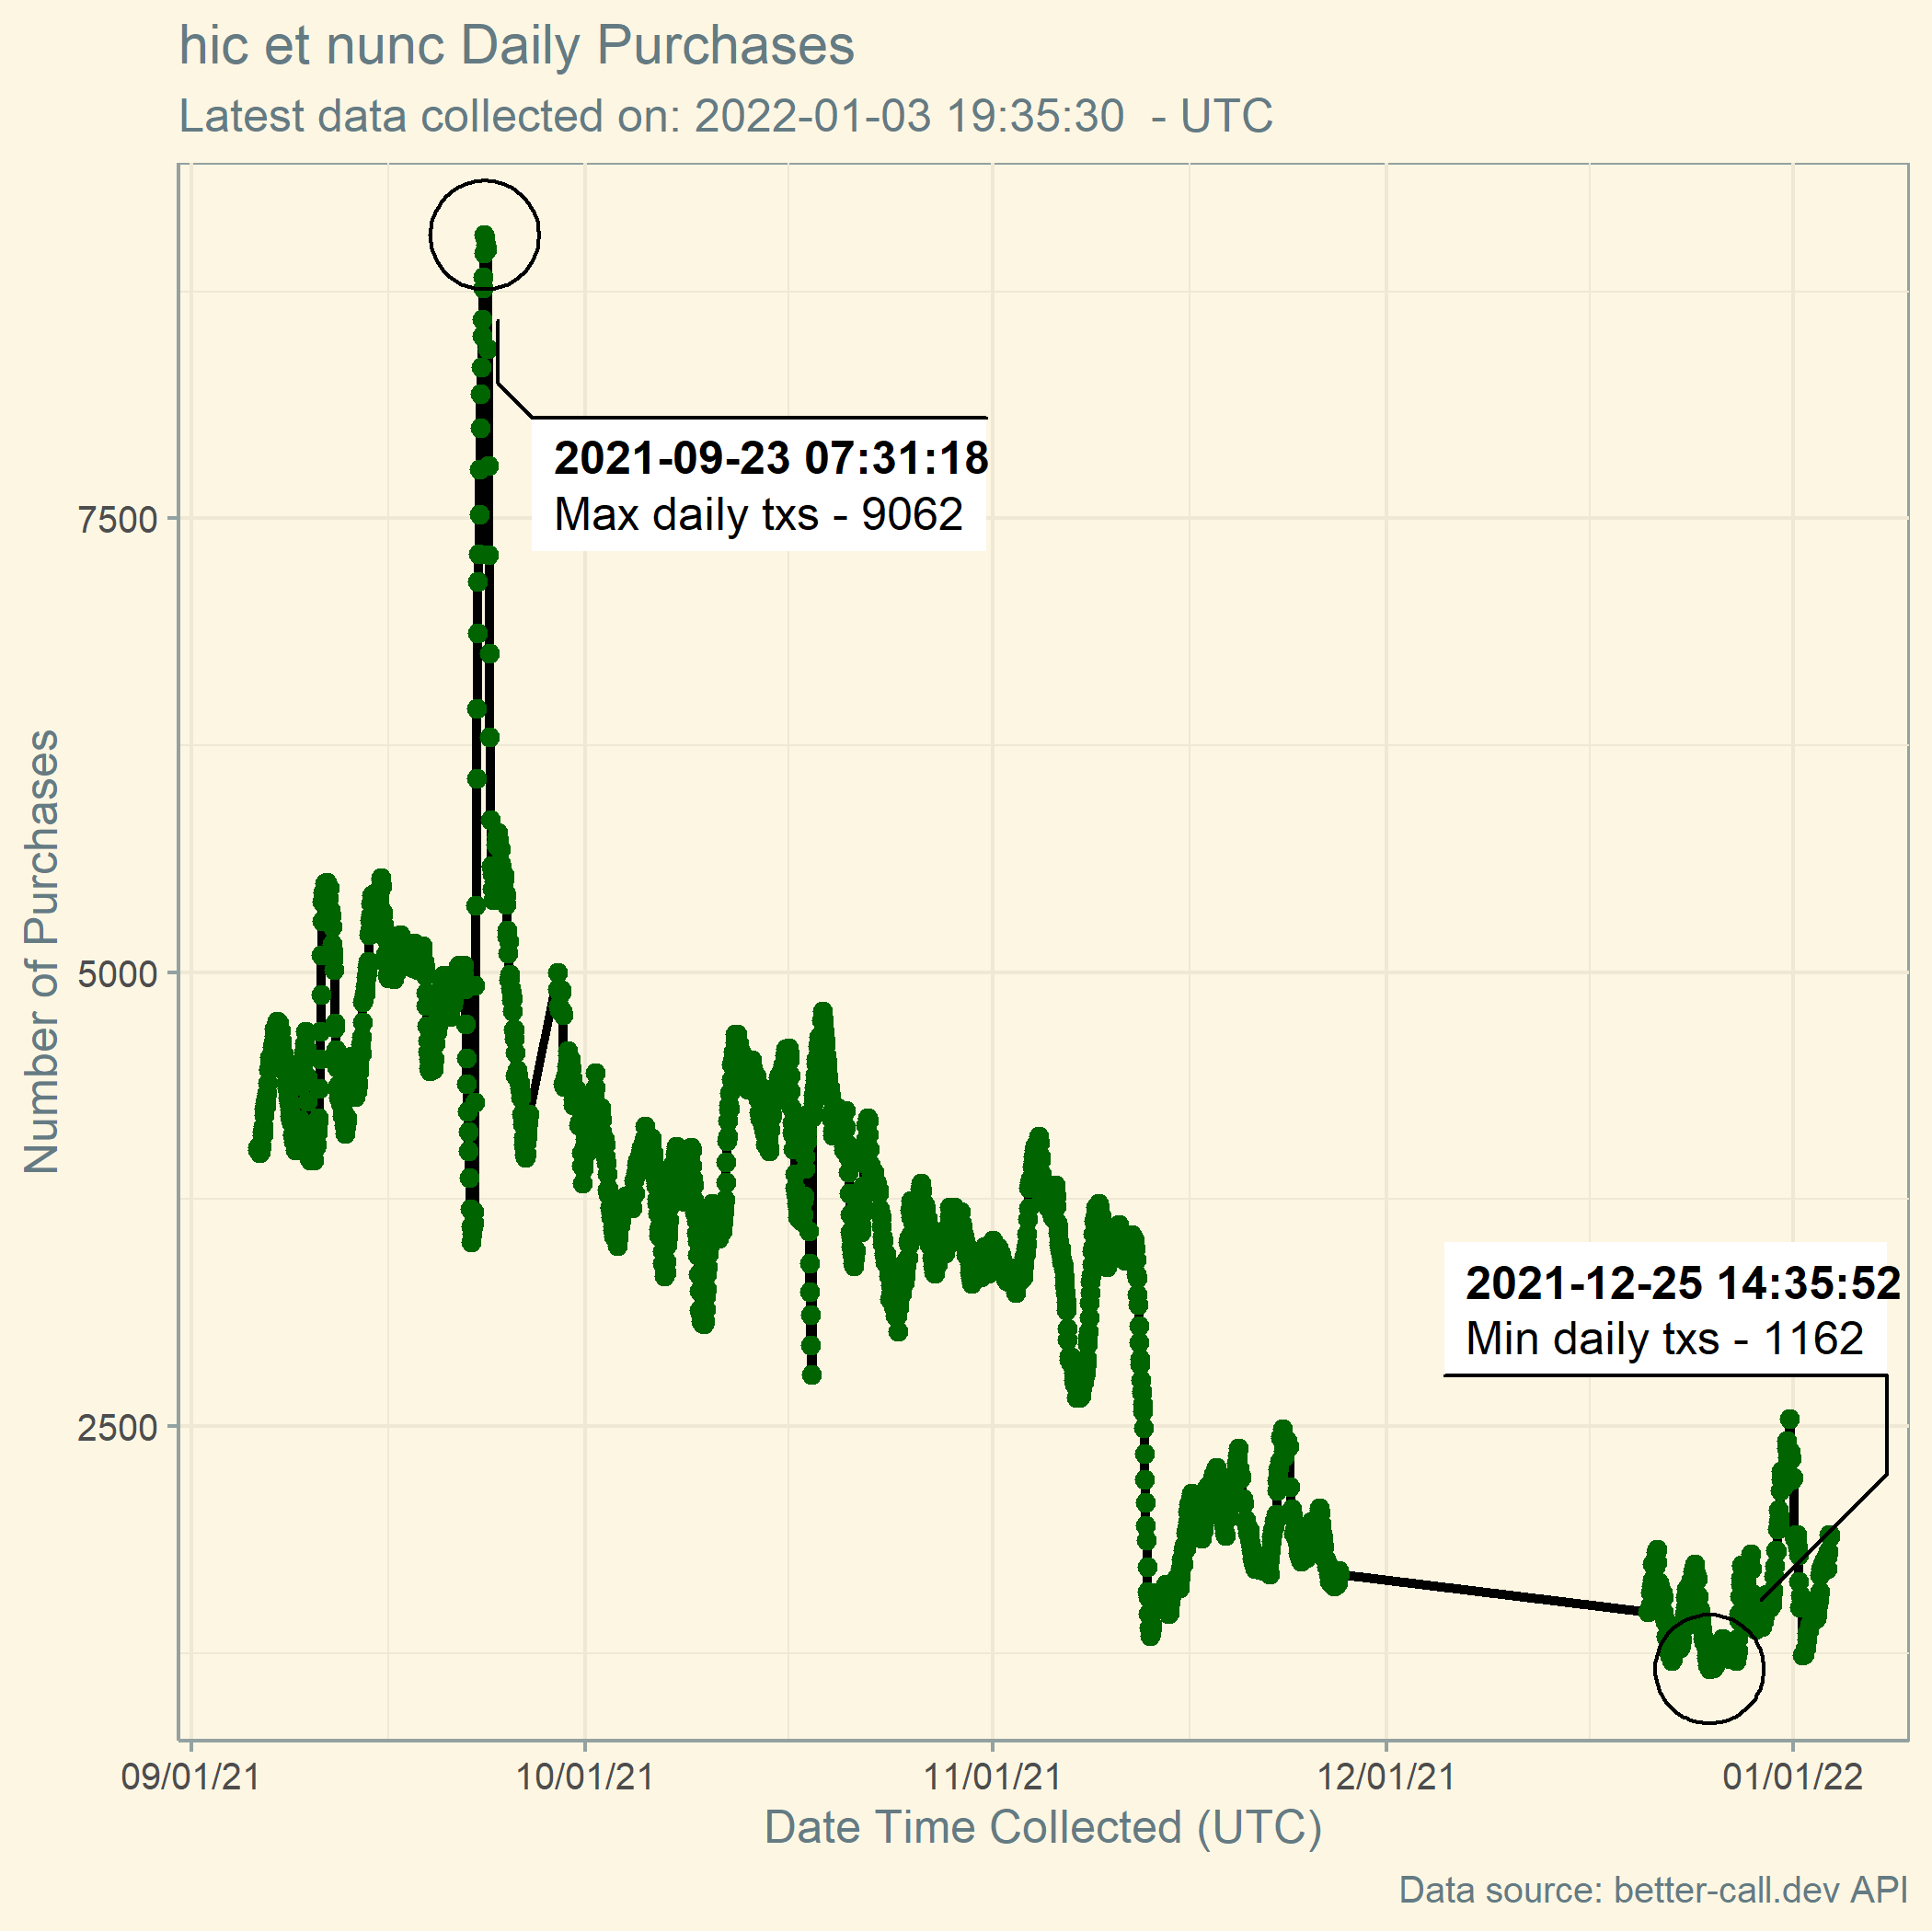 hic et nunc Daily Purchases
Latest data collected on: 2022-01-03 19:35:30  - UTC
2021-09-23 07:31:18
Max daily txs - 9062
7500
5000
2500
Number of Purchases
2021-12-25 14:35:52
Min daily txs - 1162
09/01/21 10/01/21 11/01/21 12/01/21 01/01/22
Date Time Collected (UTC)
Data source: better-call.dev API